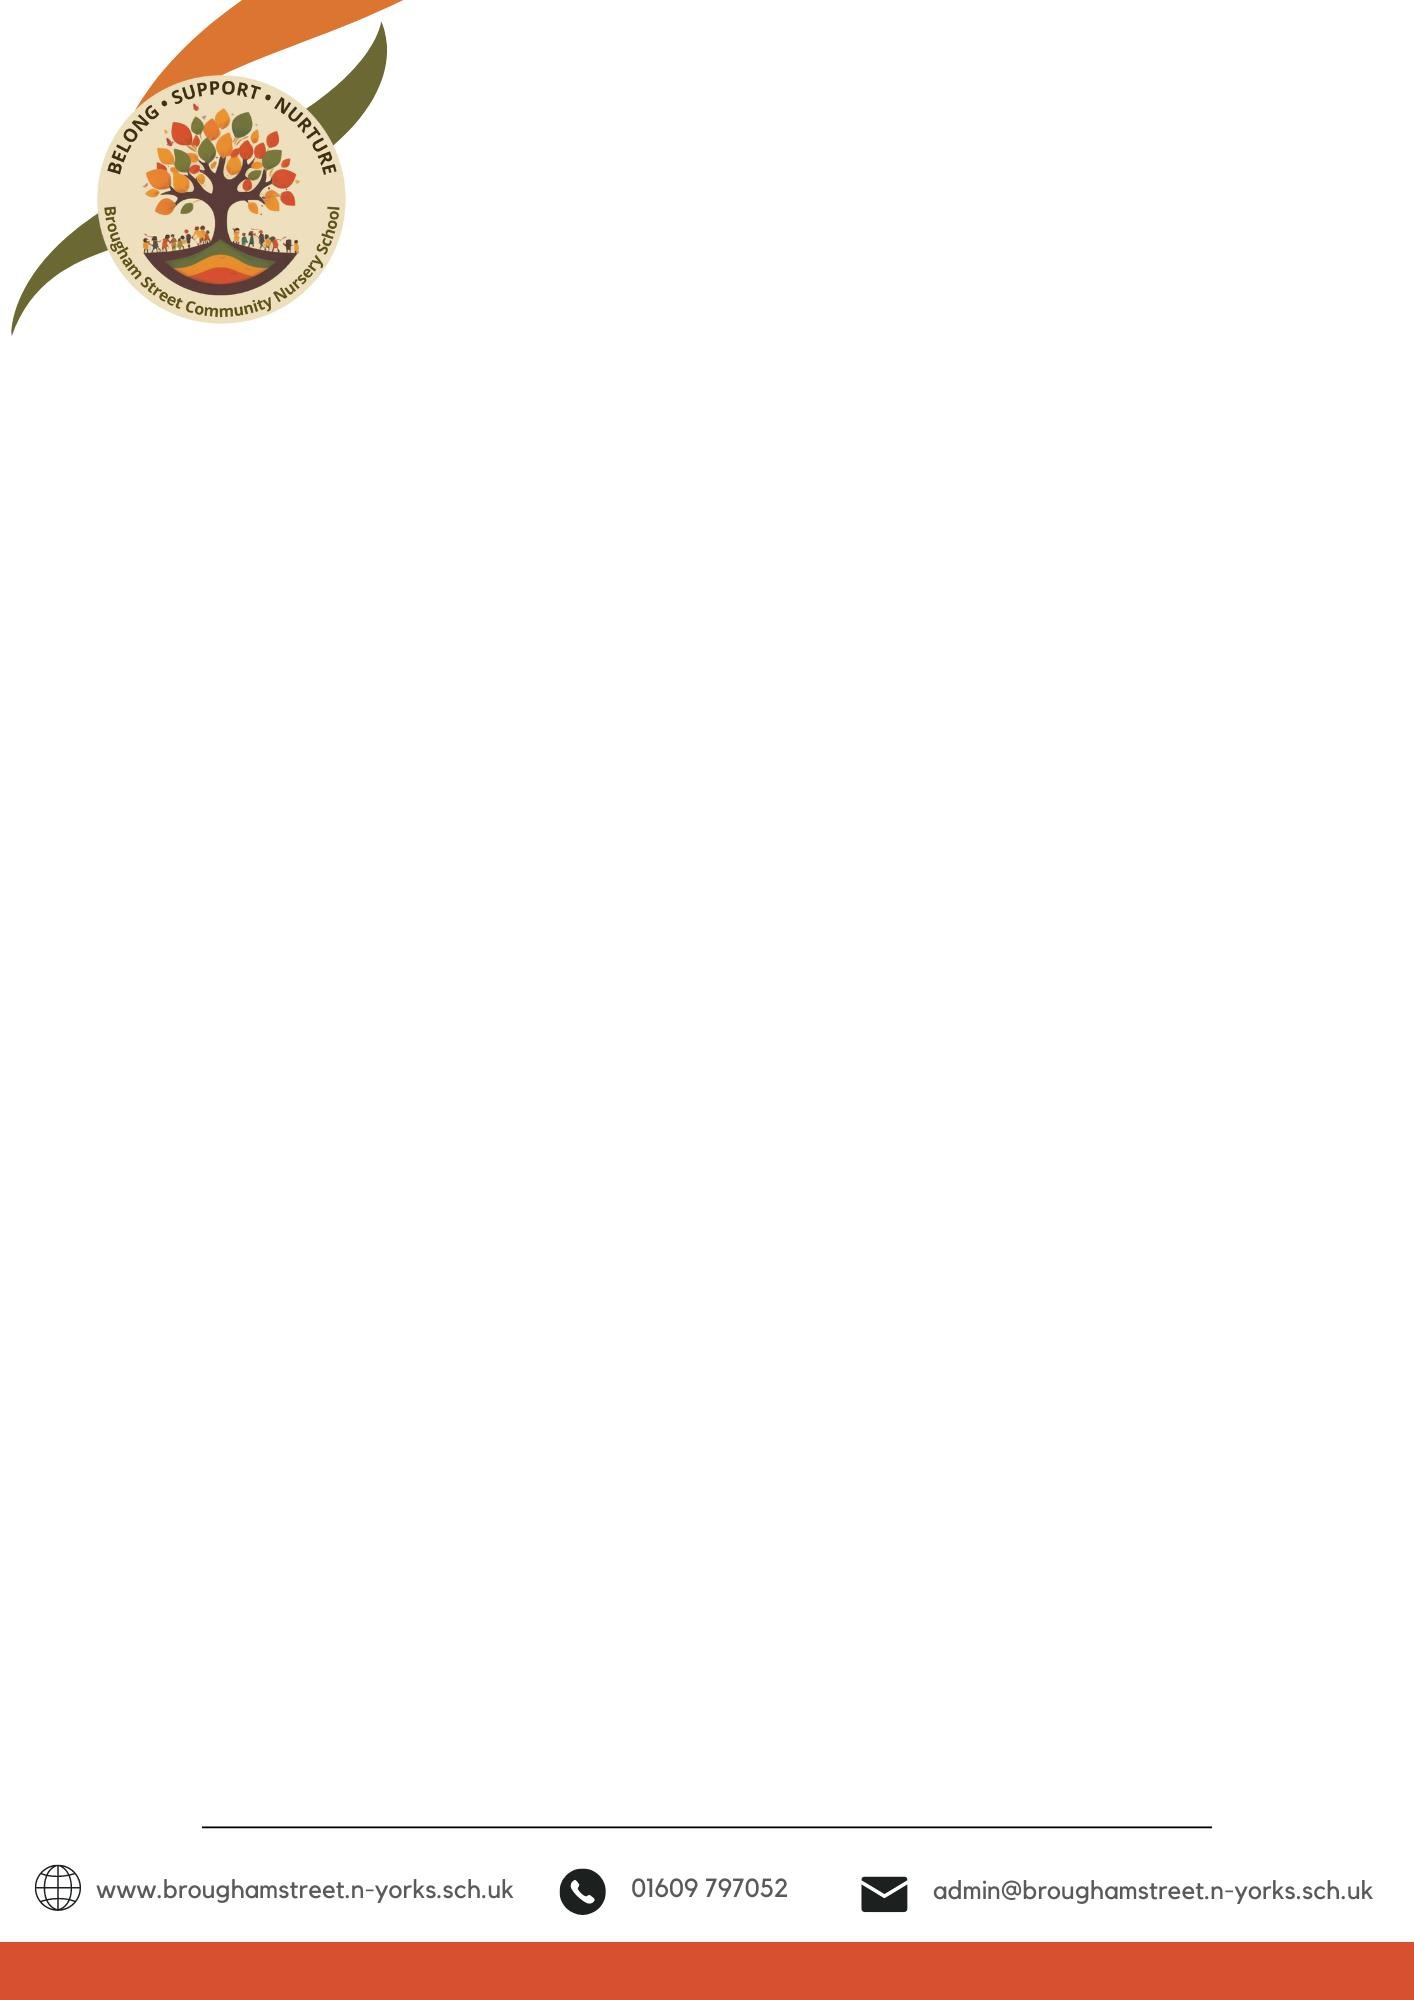 BELONG • SUPPORT • NURTURE
Brougham Street Community Nursery School
www.broughamstreet.n-yorks.sch.uk
01609 797052
admin@broughamstreet.n-yorks.sch.uk